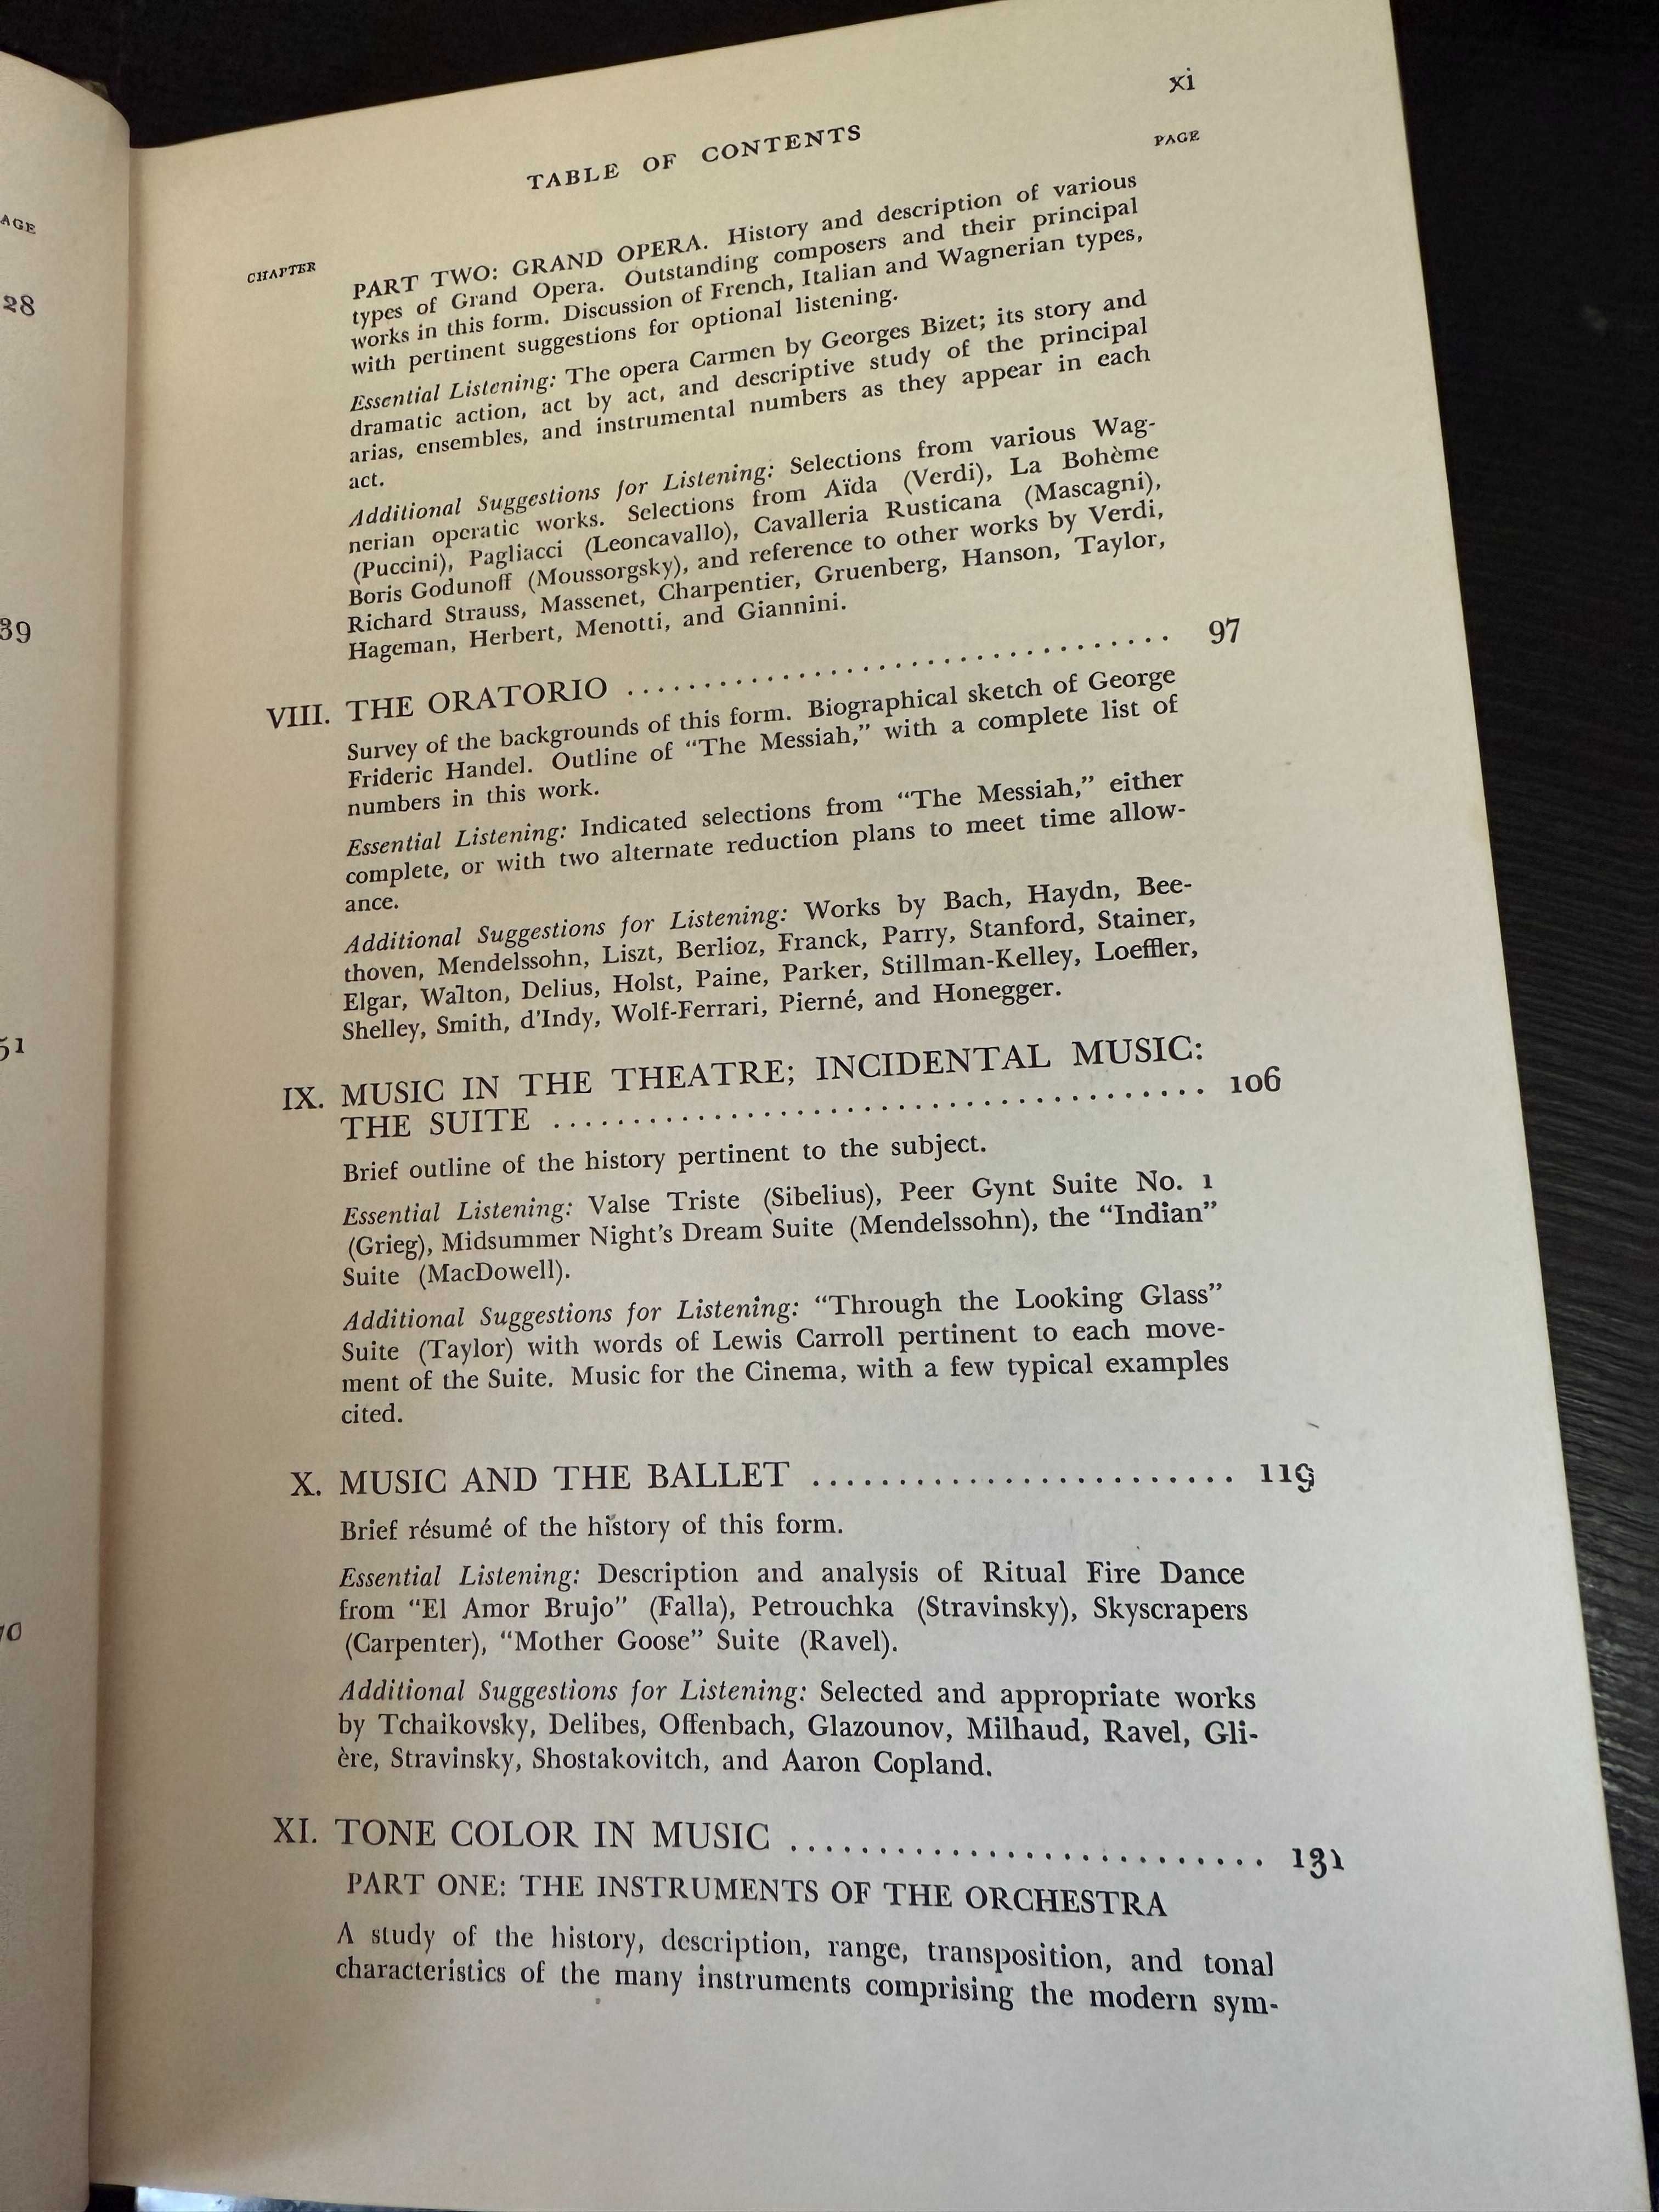 AGE
28
39
51
70
xi
TABLE OF CONTENTS
CHAPTER
PAGE
PART TWO: GRAND OPERA. History and description of various
types of Grand Opera. Outstanding composers and their principal
works in this form. Discussion of French, Italian and Wagnerian types,
with pertinent suggestions for optional listening.
Essential Listening: The opera Carmen by Georges Bizet; its story and
dramatic action, act by act, and descriptive study of the principal
arias, ensembles, and instrumental numbers as they appear in each
act.
Additional Suggestions for Listening: Selections from various Wag-
nerian operatic works. Selections from Aïda (Verdi), La Bohème
(Puccini), Pagliacci (Leoncavallo), Cavalleria Rusticana (Mascagni),
Boris Godunoff (Moussorgsky), and reference to other works by Verdi,
Richard Strauss, Massenet, Charpentier, Gruenberg, Hanson, Taylor,
Hageman, Herbert, Menotti, and Giannini.
VIII. THE ORATORIO .................................. 97
Survey of the backgrounds of this form. Biographical sketch of George
Frideric Handel. Outline of “The Messiah,” with a complete list of
numbers in this work.
Essential Listening: Indicated selections from “The Messiah,” either
complete, or with two alternate reduction plans to meet time allow-
ance.
Additional Suggestions for Listening: Works by Bach, Haydn, Bee-
thoven, Mendelssohn, Liszt, Berlioz, Franck, Parry, Stanford, Stainer,
Elgar, Walton, Delius, Holst, Paine, Parker, Stillman-Kelley, Loeffler,
Shelley, Smith, d'Indy, Wolf-Ferrari, Pierné, and Honegger.
IX. MUSIC IN THE THEATRE; INCIDENTAL MUSIC:
THE SUITE ...................................... 106
Brief outline of the history pertinent to the subject.
Essential Listening: Valse Triste (Sibelius), Peer Gynt Suite No. 1
(Grieg), Midsummer Night's Dream Suite (Mendelssohn), the “Indian”
Suite (MacDowell).
Additional Suggestions for Listening: “Through the Looking Glass”
Suite (Taylor) with words of Lewis Carroll pertinent to each move-
ment of the Suite. Music for the Cinema, with a few typical examples
cited.
X. MUSIC AND THE BALLET ......................... 119
Brief résumé of the history of this form.
Essential Listening: Description and analysis of Ritual Fire Dance
from “El Amor Brujo” (Falla), Petrouchka (Stravinsky), Skyscrapers
(Carpenter), “Mother Goose” Suite (Ravel).
Additional Suggestions for Listening: Selected and appropriate works
by Tchaikovsky, Delibes, Offenbach, Glazounov, Milhaud, Ravel, Gli-
ère, Stravinsky, Shostakovitch, and Aaron Copland.
XI. TONE COLOR IN MUSIC ........................... 131
PART ONE: THE INSTRUMENTS OF THE ORCHESTRA
A study of the history, description, range, transposition, and tonal
characteristics of the many instruments comprising the modern sym-